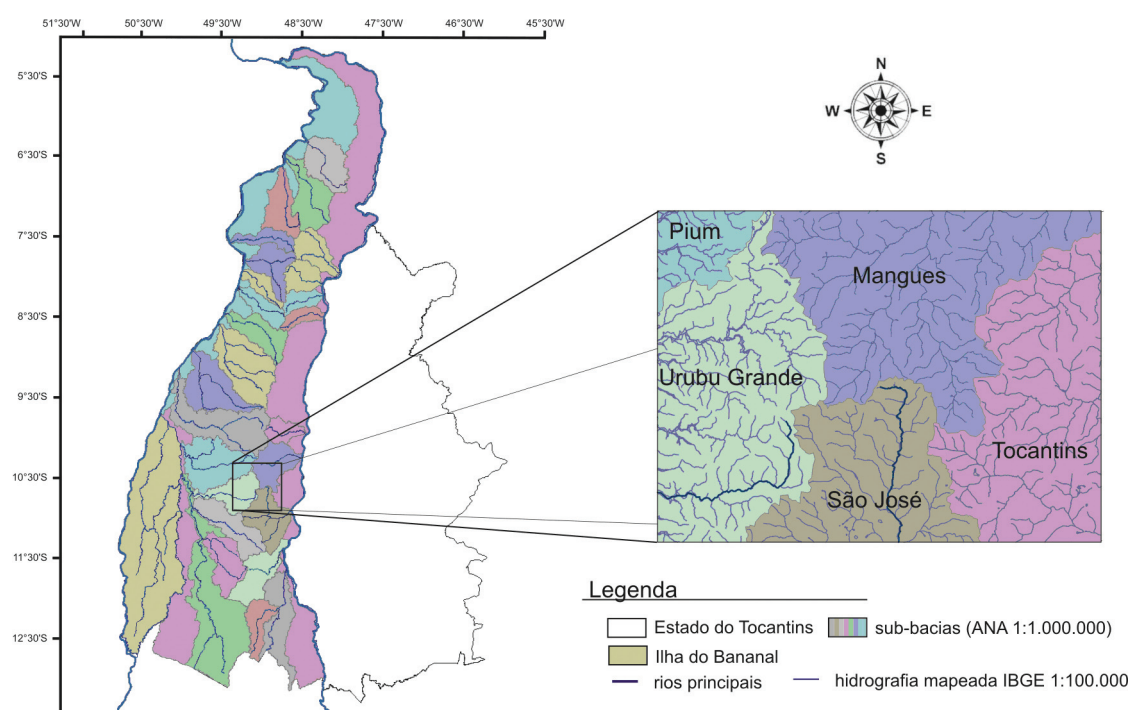 51°30'W 50°30'W 49°30'W 48°30'W 47°30'W 46°30'W 45°30'W
5°30'S
6°30'S
7°30'S
8°30'S
9°30'S
10°30'S
11°30'S
12°30'S
N
W E
S
Pium
Mangues
Urubu Grande
Tocantins
São José
Legenda
Estado do Tocantins sub-bacias (ANA 1:1.000.000)
Ilha do Bananal
rios principais hidrografia mapeada IBGE 1:100.000